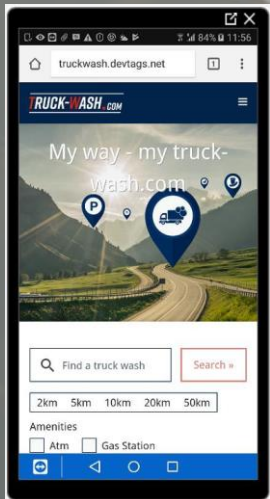 84% 11:56
truckwash.devtags.net 1
TRUCK-WASH.COM
My way - my truck-
wash.com
P
Find a truck wash
Search »
2km 5km 10km 20km 50km
Amenities
Atm Gas Station